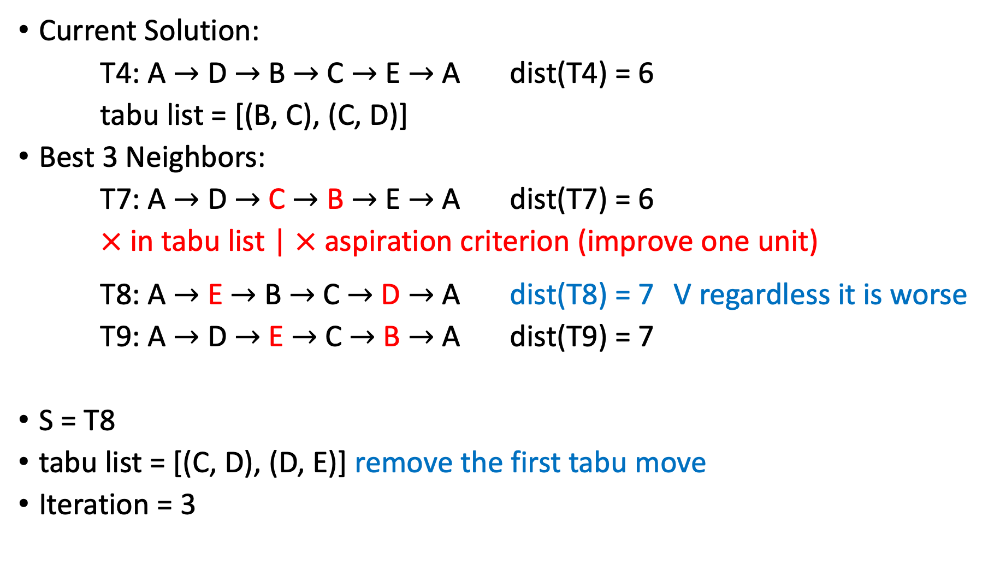 • Current Solution:
T4: A → D → B → C → E → A dist(T4) = 6
tabu list = [(B, C), (C, D)]
• Best 3 Neighbors:
T7: A → D → C → B → E → A dist(T7) = 6
× in tabu list | × aspiration criterion (improve one unit)
T8: A → E → B → C → D → A dist(T8) = 7 V regardless it is worse
T9: A → D → E → C → B → A dist(T9) = 7
• S = T8
• tabu list = [(C, D), (D, E)] remove the first tabu move
• Iteration = 3